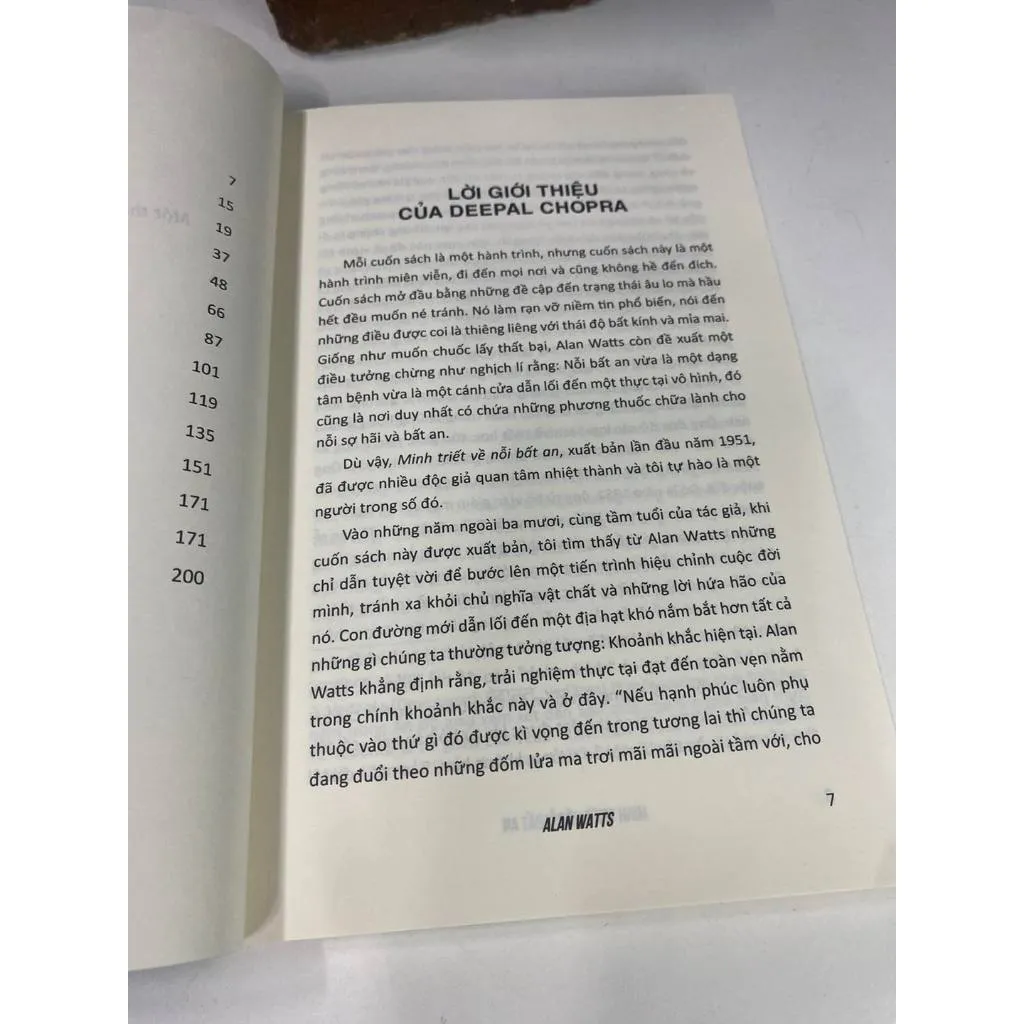 7
15
19
37
48
66
87
101
119
135
151
171
171
200
LỜI GIỚI THIỆU
CỦA DEEPAL CHOPRA
Mỗi cuốn sách là một hành trình, nhưng cuốn sách này là một
hành trình miên viễn, đi đến mọi nơi và cũng không hề đến đích.
Cuốn sách mở đầu bằng những đề cập đến trạng thái âu lo mà hầu
hết đều muốn né tránh. Nó làm rạn vỡ niềm tin phổ biến, nói đến
những điều được coi là thiêng liêng với thái độ bất kính và mỉa mai.
Giống như muốn chuốc lấy thất bại, Alan Watts còn đề xuất một
điều tưởng chừng như nghịch lí rằng: Nỗi bất an vừa là một dạng
tâm bệnh vừa là một cánh cửa dẫn lối đến một thực tại vô hình, đó
cũng là nơi duy nhất có chứa những phương thuốc chữa lành cho
nỗi sợ hãi và bất an.
Dù vậy, Minh triết về nỗi bất an, xuất bản lần đầu năm 1951,
đã được nhiều độc giả quan tâm nhiệt thành và tôi tự hào là một
người trong số đó.
Vào những năm ngoài ba mươi, cùng tầm tuổi của tác giả, khi
cuốn sách này được xuất bản, tôi tìm thấy từ Alan Watts những
chỉ dẫn tuyệt vời để bước lên một tiến trình hiệu chỉnh cuộc đời
mình, tránh xa khỏi chủ nghĩa vật chất và những lời hứa hão của
nó. Con đường mới dẫn lối đến một địa hạt khó nắm bắt hơn tất cả
những gì chúng ta thường tưởng tượng: Khoảnh khắc hiện tại. Alan
Watts khẳng định rằng, trải nghiệm thực tại đạt đến toàn vẹn nằm
trong chính khoảnh khắc này và ở đây. “Nếu hạnh phúc luôn phụ
thuộc vào thứ gì đó được kì vọng đến trong tương lai thì chúng ta
đang đuổi theo những đốm lửa ma trơi mãi mãi ngoài tầm với, cho
7
ALAN WATTS